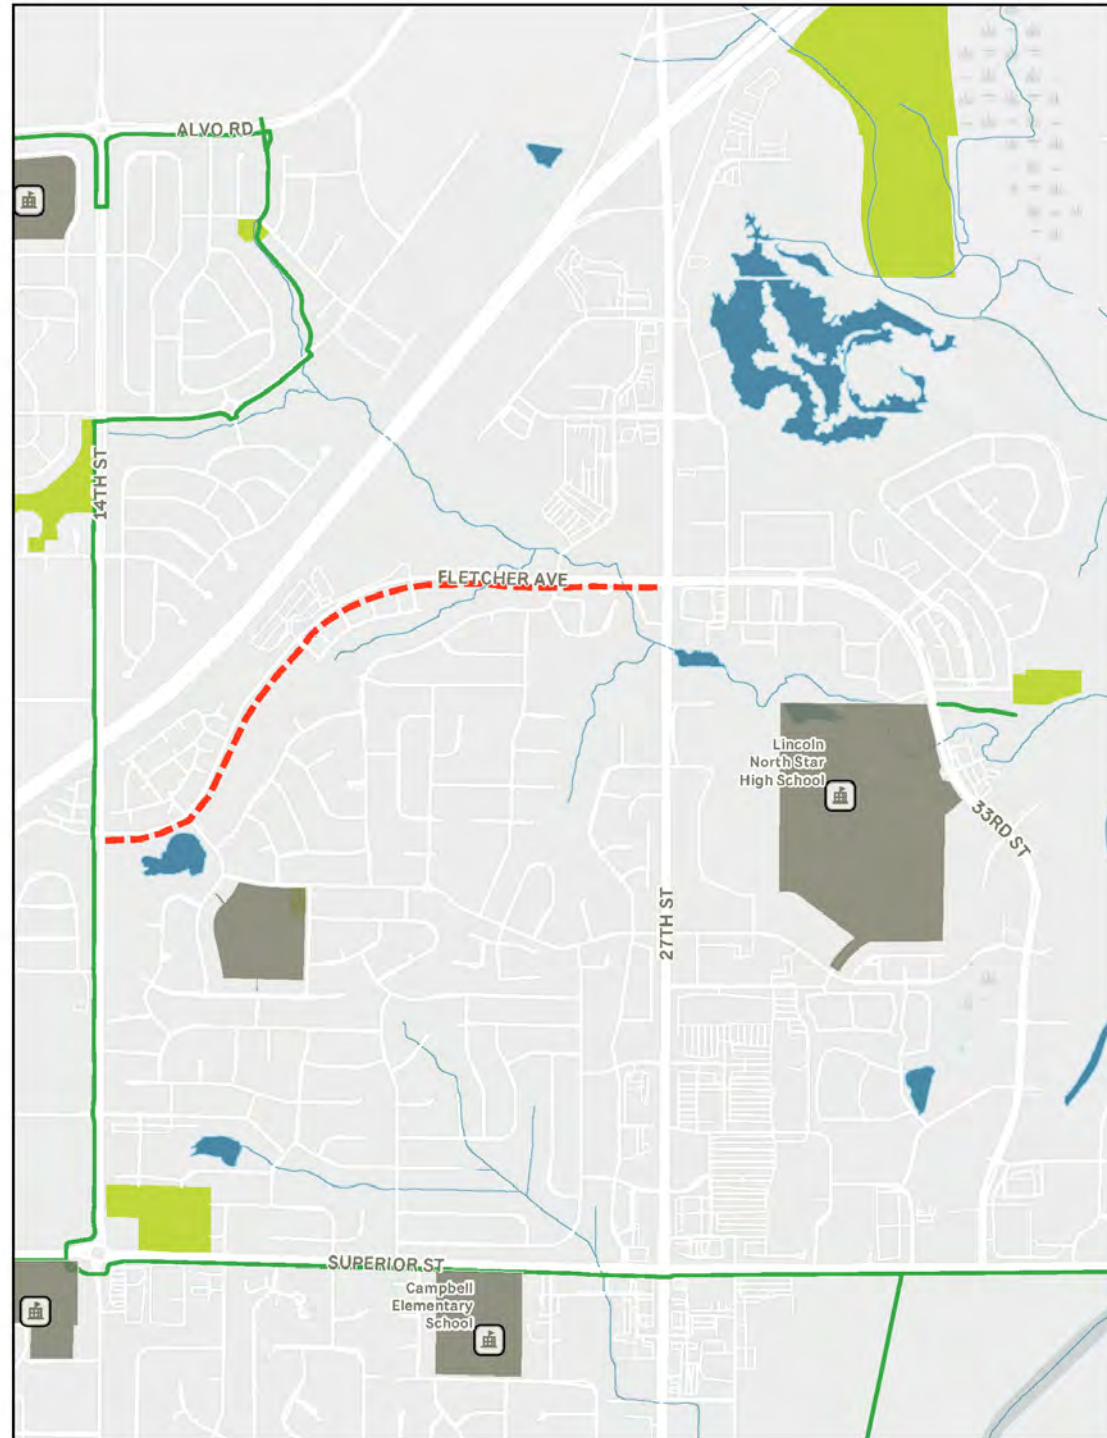 ALVO RD
14TH ST
FLETCHER AVE
Lincoln
North Star
High School
33RD ST
27TH ST
SUPERIOR ST
Campbell
Elementary
School